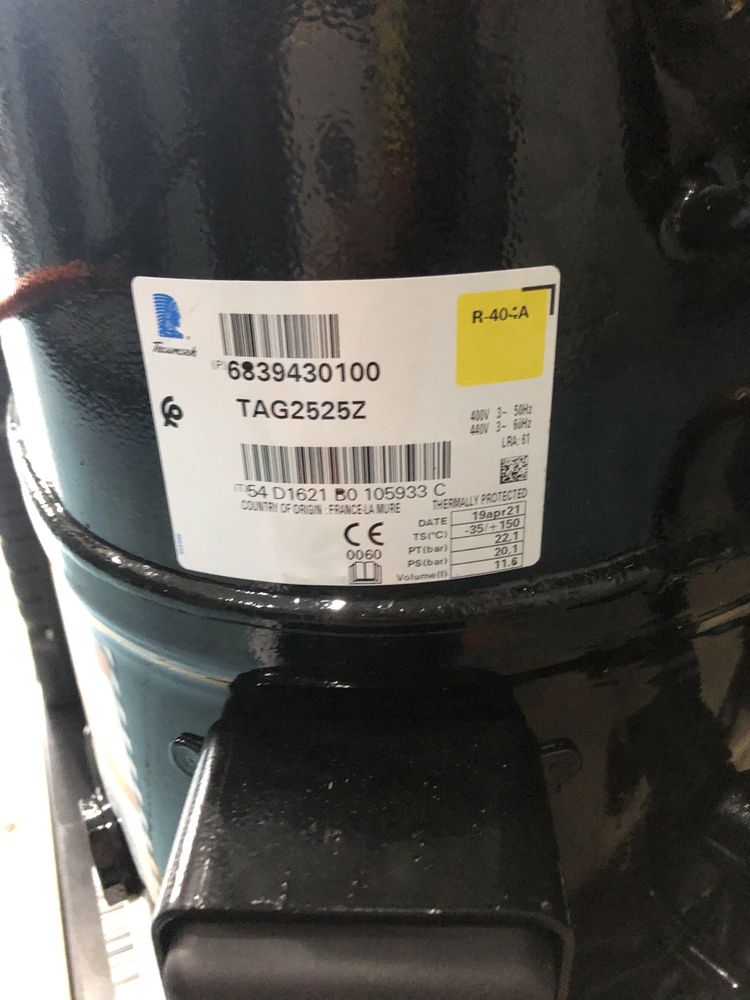 Tecumseh
(P)6839430100
R-404A
TAG2525Z
400V 3~ 50Hz
440V 3~ 60Hz
LRA: 61
(T)54 D1621 B0 105933 C
COUNTRY OF ORIGIN : FRANCE-LA MURE
THERMALLY PROTECTED
DATE 19apr21
TS(°C) -35/+150
PT(bar) 22,1
PS(bar) 20,1
Volume(l) 11.6
CE
0060